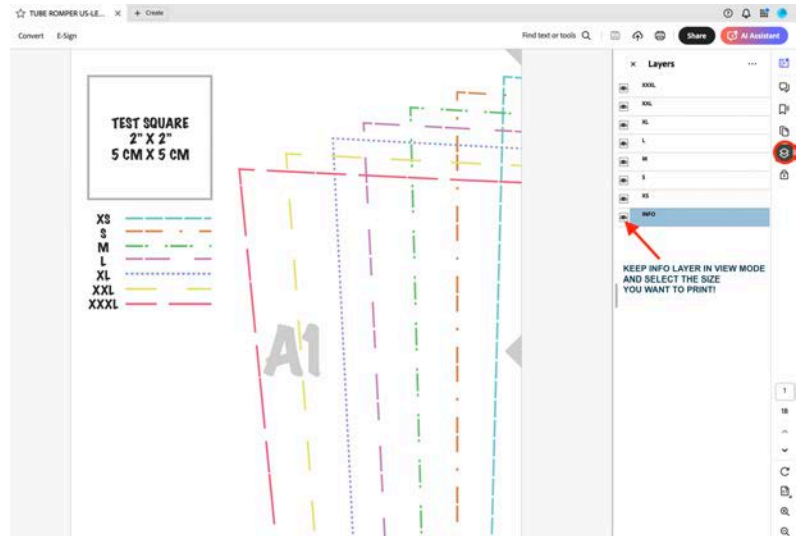 TUBE ROMPER US-LE...
+ Create
Convert E-Sign
Find text or tools
Share
AI Assistant
TEST SQUARE
2" X 2"
5 CM X 5 CM
XS
S
M
L
XL
XXL
XXXL
A1
Layers
XXXL
XXL
XL
L
M
S
XS
INFO
KEEP INFO LAYER IN VIEW MODE
AND SELECT THE SIZE
YOU WANT TO PRINT!
1
18